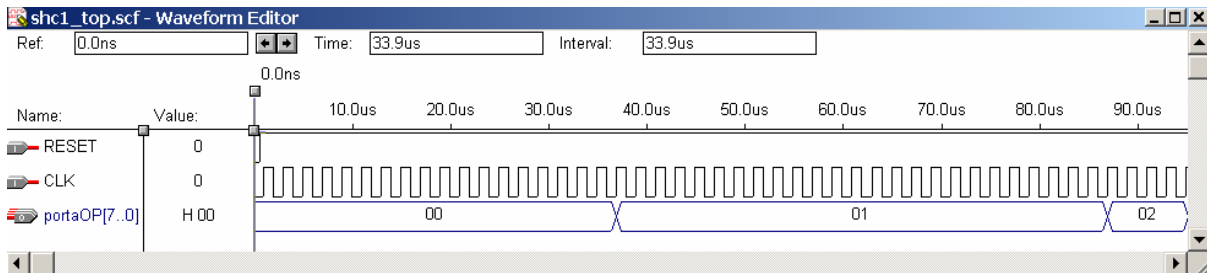 shc1_top.scf - Waveform Editor
Ref: 0.0ns Time: 33.9us Interval: 33.9us
0.0ns
Name: Value: 10.0us 20.0us 30.0us 40.0us 50.0us 60.0us 70.0us 80.0us 90.0us
RESET 0
CLK 0
portaOP[7..0] H 00 00 01 02